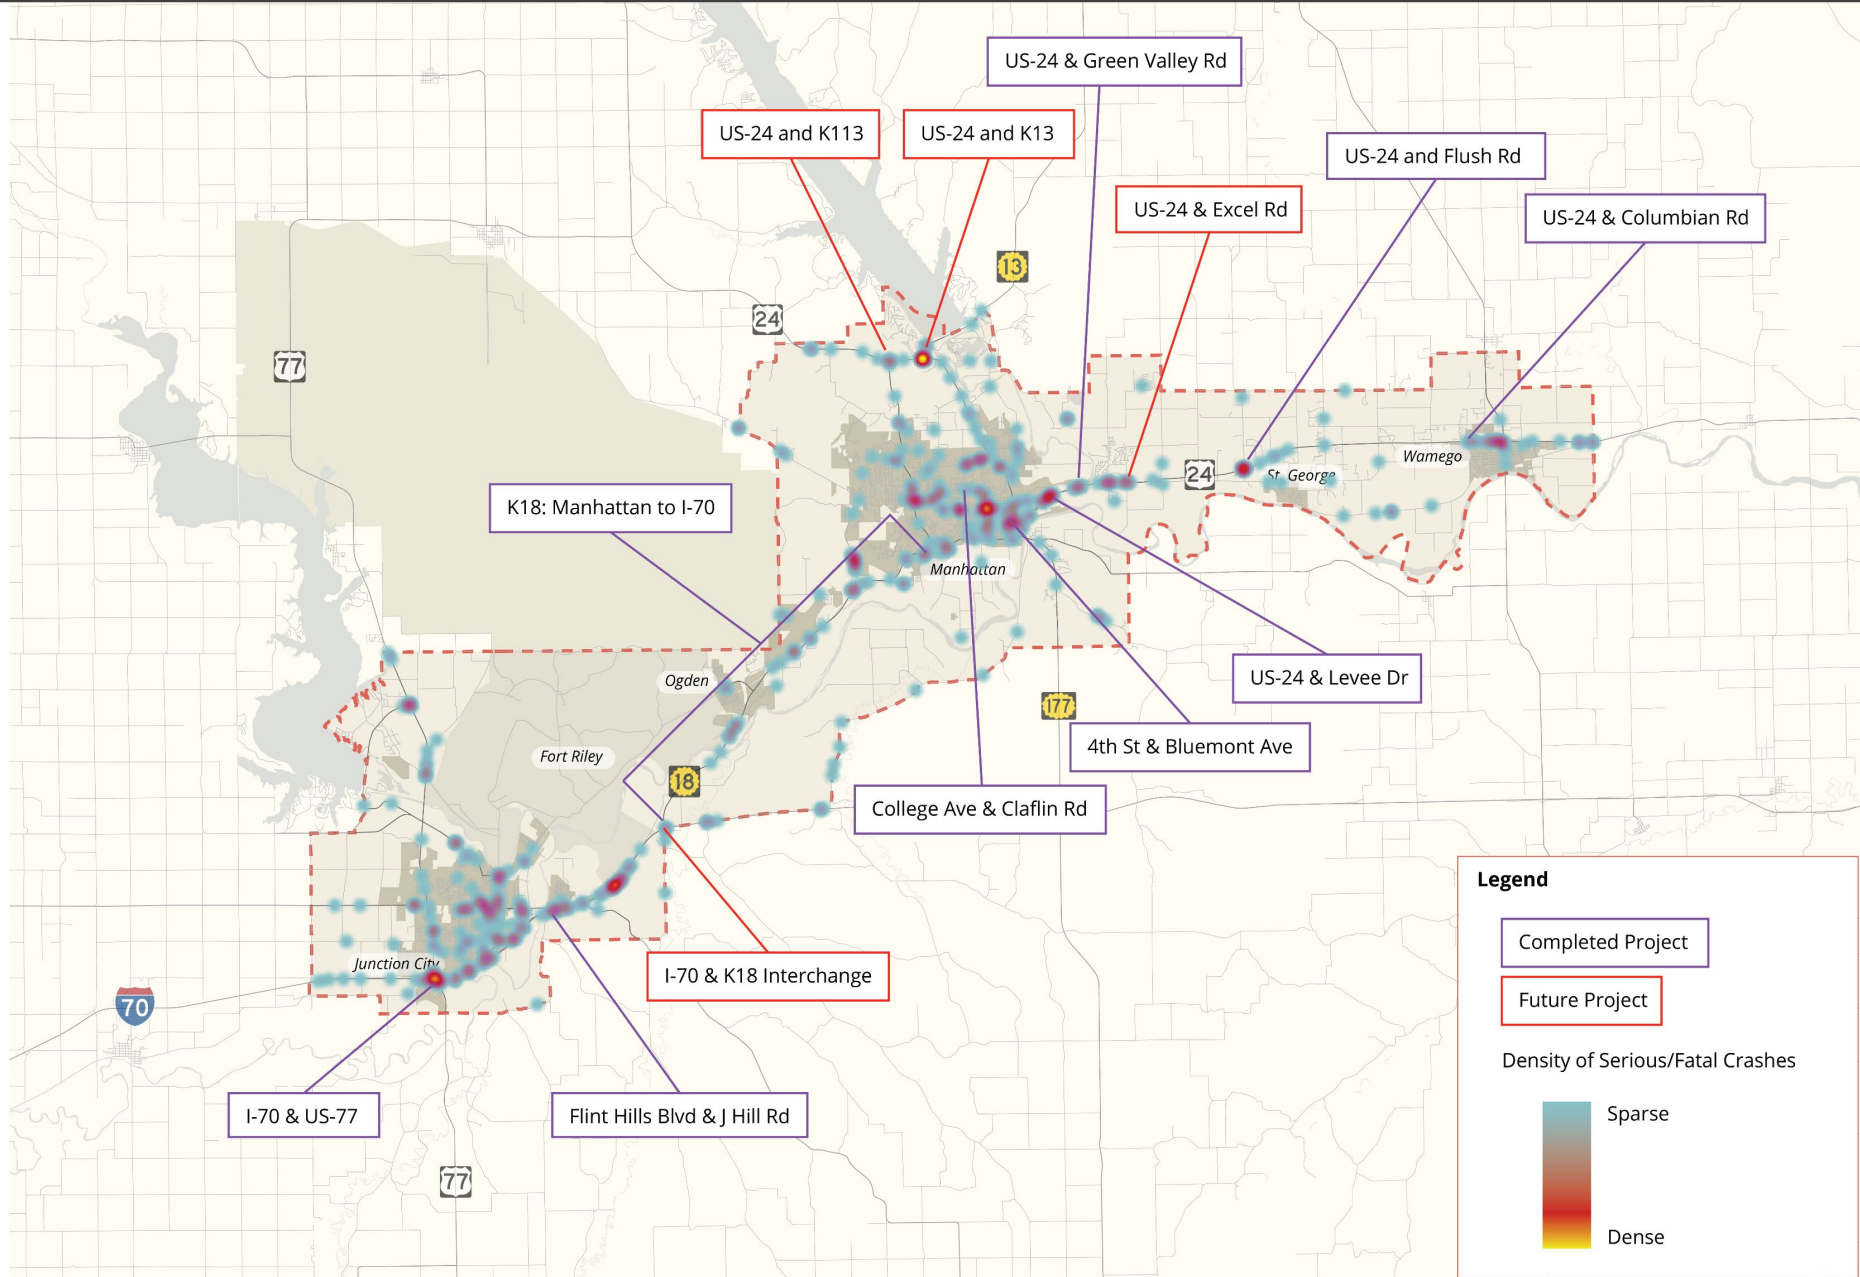 US-24 & Green Valley Rd
US-24 and K113
US-24 and K13
US-24 and Flush Rd
US-24 & Excel Rd
US-24 & Columbian Rd
13
24
77
Wamego
24
St. George
K18: Manhattan to I-70
Manhattan
US-24 & Levee Dr
Ogden
177
4th St & Bluemont Ave
Fort Riley
18
College Ave & Claflin Rd
Junction City
I-70 & K18 Interchange
70
I-70 & US-77
Flint Hills Blvd & J Hill Rd
77
Legend
Completed Project
Future Project
Density of Serious/Fatal Crashes
Sparse
Dense